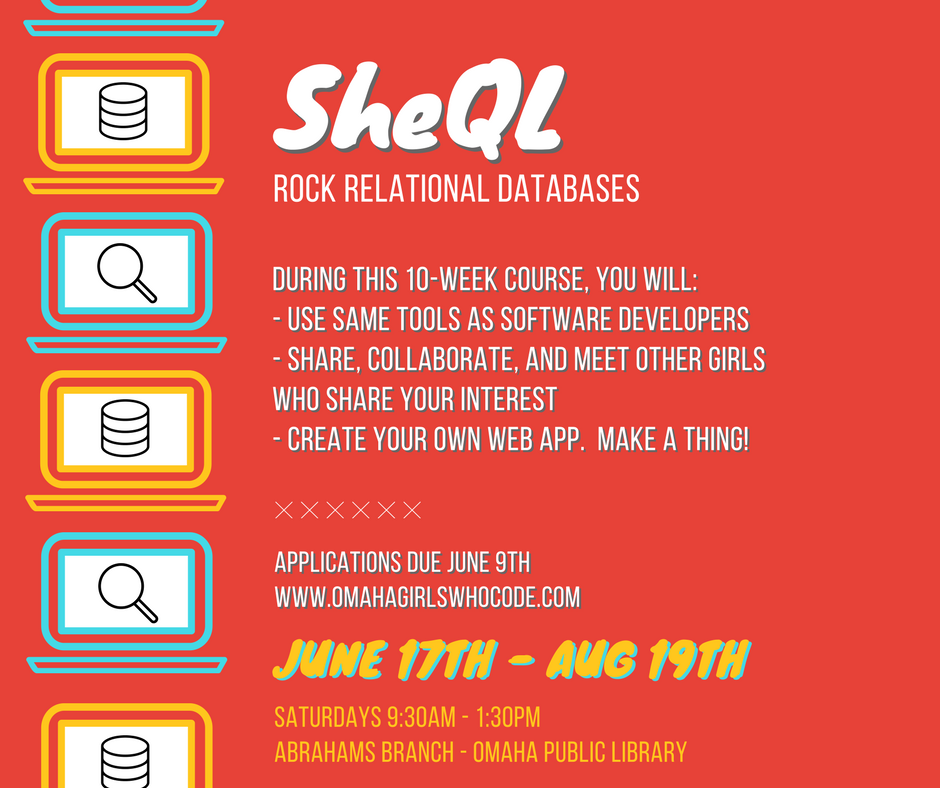 SheQL
ROCK RELATIONAL DATABASES
DURING THIS 10-WEEK COURSE, YOU WILL:
- USE SAME TOOLS AS SOFTWARE DEVELOPERS
- SHARE, COLLABORATE, AND MEET OTHER GIRLS
WHO SHARE YOUR INTEREST
- CREATE YOUR OWN WEB APP. MAKE A THING!
APPLICATIONS DUE JUNE 9TH
WWW.OMAHAGIRLSWHOCODE.COM
JUNE 17TH - AUG 19TH
SATURDAYS 9:30AM - 1:30PM
ABRAHAMS BRANCH - OMAHA PUBLIC LIBRARY